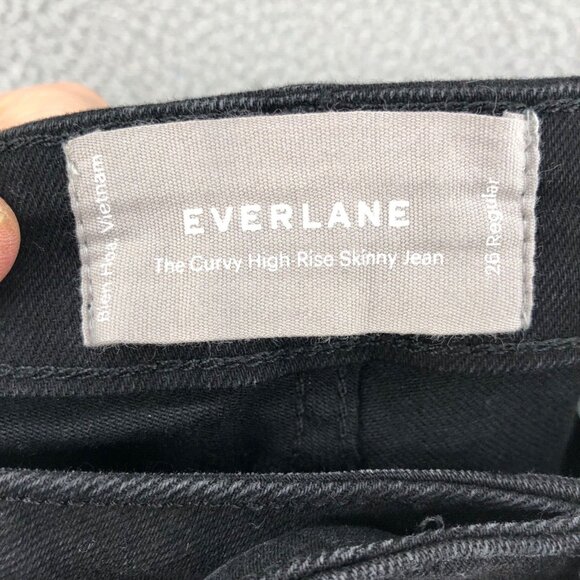 Bien Hoa, Vietnam
EVERLANE
The Curvy High Rise Skinny Jean
26 Regular